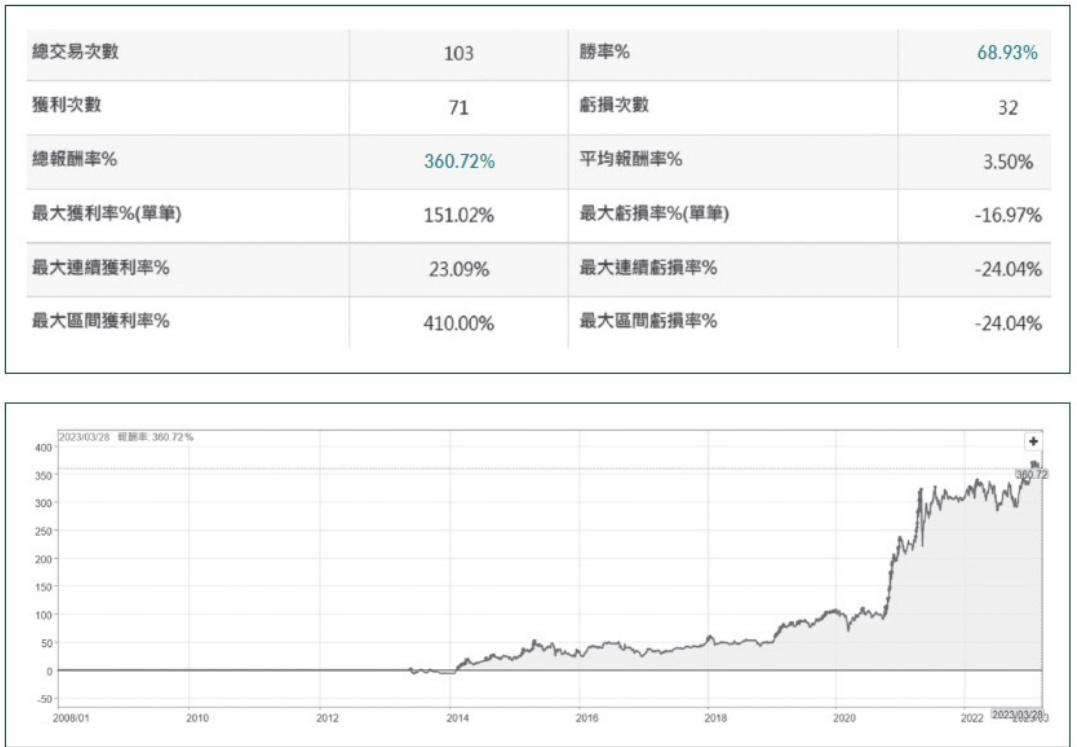 總交易次數 103 勝率% 68.93%
獲利次數 71 虧損次數 32
總報酬率% 360.72% 平均報酬率% 3.50%
最大獲利率%(單筆) 151.02% 最大虧損率%(單筆) -16.97%
最大連續獲利率% 23.09% 最大連續虧損率% -24.04%
最大區間獲利率% 410.00% 最大區間虧損率% -24.04%
2023/03/28 報酬率: 360.72%
+
400
360.72
350
300
250
200
150
100
50
0
-50
2008/01 2010 2012 2014 2016 2018 2020 2022 2023/03/28